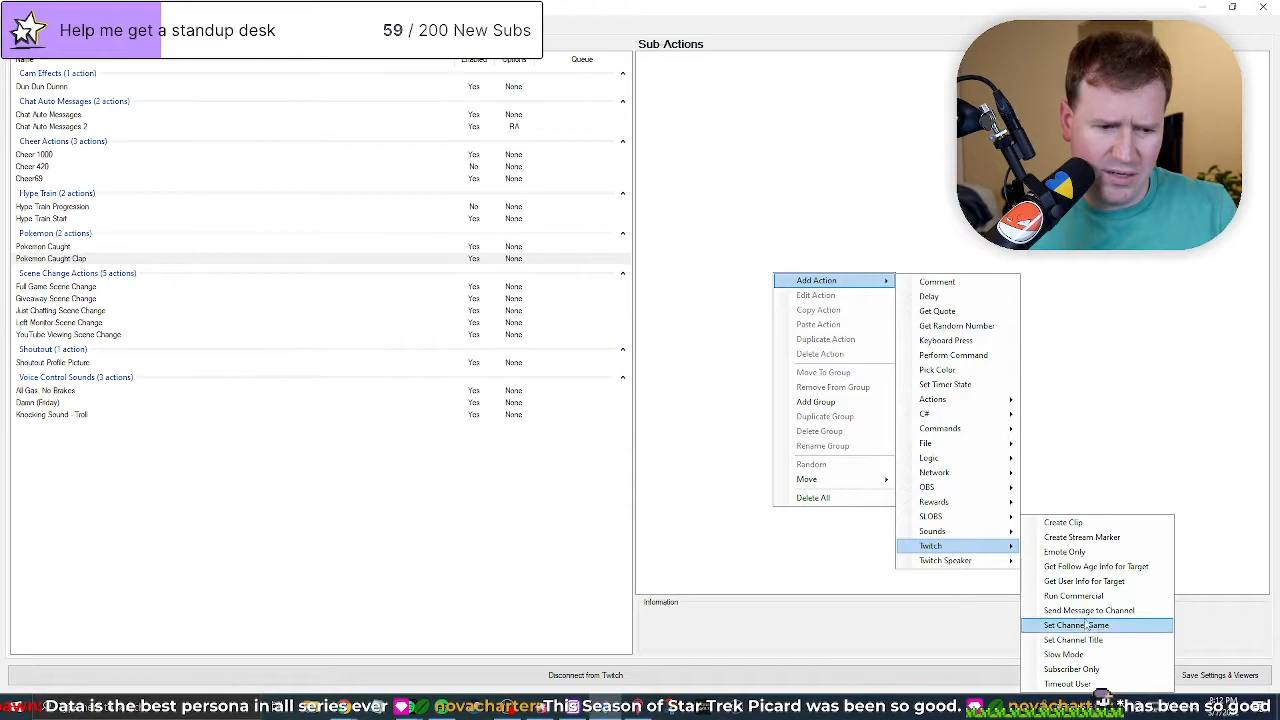 Help me get a standup desk
59 / 200 New Subs
Sub-Actions
Name Enabled Options Queue
Cam Effects (1 action)
Dun Dun Dunnn Yes None
Chat Auto Messages (2 actions)
Chat Auto Messages Yes None
Chat Auto Messages 2 Yes RA
Cheer Actions (3 actions)
Cheer 1000 Yes None
Cheer 420 No None
Cheer69 Yes None
Hype Train (2 actions)
Hype Train Progression No None
Hype Train Start Yes None
Pokemon (2 actions)
Pokemon Caught Yes None
Pokemon Caught Clap Yes None
Scene Change Actions (5 actions)
Full Game Scene Change Yes None
Giveaway Scene Change Yes None
Just Chatting Scene Change Yes None
Left Monitor Scene Change Yes None
YouTube Viewing Scene Change Yes None
Shoutout (1 action)
Shoutout Profile Picture Yes None
Voice Control Sounds (3 actions)
All Gas, No Brakes Yes None
Damn (Friday) Yes None
Knocking Sound - Troll Yes None
Add Action
Edit Action
Copy Action
Paste Action
Duplicate Action
Delete Action
Move To Group
Remove From Group
Add Group
Duplicate Group
Delete Group
Rename Group
Random
Move
Delete All
Comment
Delay
Get Quote
Get Random Number
Keyboard Press
Perform Command
Pick Color
Set Timer State
Actions
C#
Commands
File
Logic
Network
OBS
Rewards
SLOBS
Sounds
Twitch
Twitch Speaker
Create Clip
Create Stream Marker
Emote Only
Get Follow Age Info for Target
Get User Info for Target
Run Commercial
Send Message to Channel
Set Channel Game
Set Channel Title
Slow Mode
Subscriber Only
Timeout User
Information
Disconnect from Twitch
Save Settings & Viewers
Data is the best persona in all series ever
This Season of Star Trek Picard was been so good.
*has been so good
8:12 PM